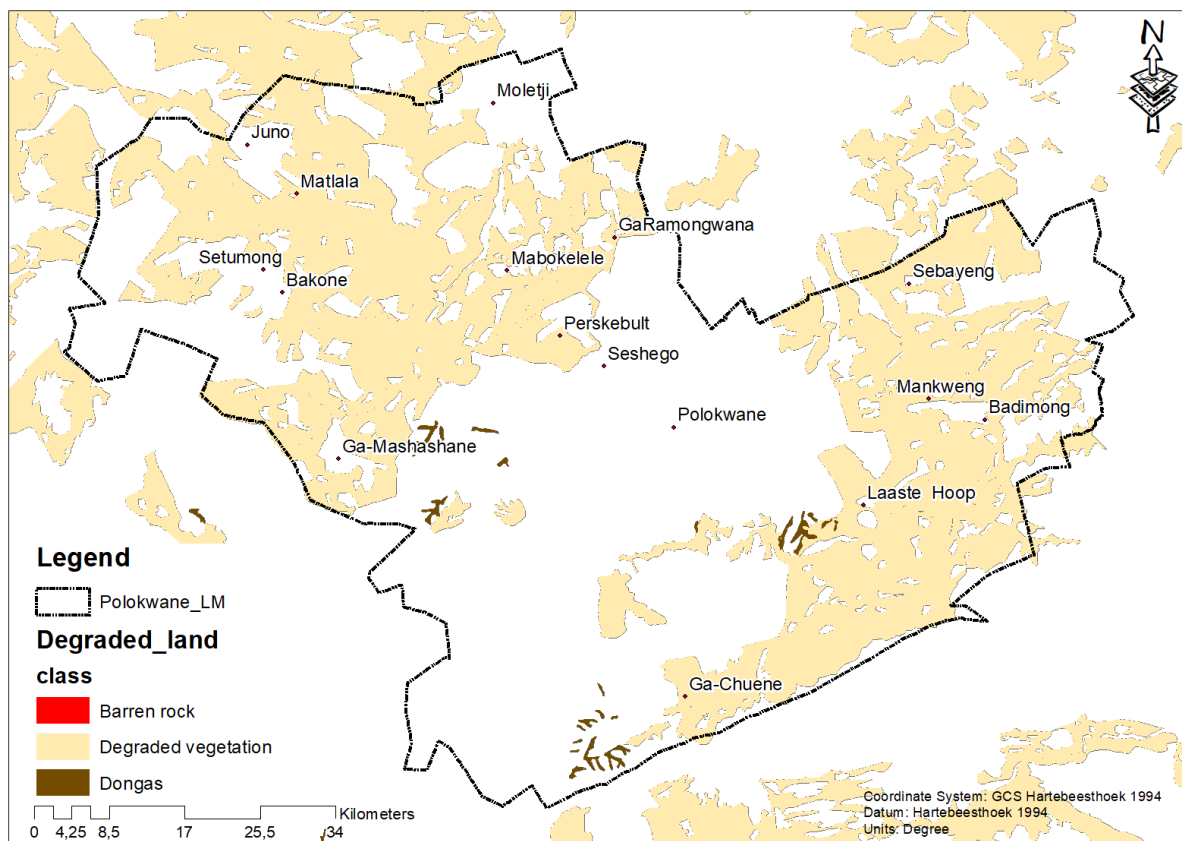 N
Moletji
Juno
Matlala
GaRamongwana
Setumong
Mabokelele
Bakone
Sebayeng
Perskebult
Seshego
Mankweng
Polokwane
Badimong
Ga-Mashashane
Laaste Hoop
Ga-Chuene
Legend
Polokwane_LM
Degraded_land
class
Barren rock
Degraded vegetation
Dongas
Kilometers
0 4,25 8,5 17 25,5 34
Coordinate System: GCS Hartebeesthoek 1994
Datum: Hartebeesthoek 1994
Units: Degree